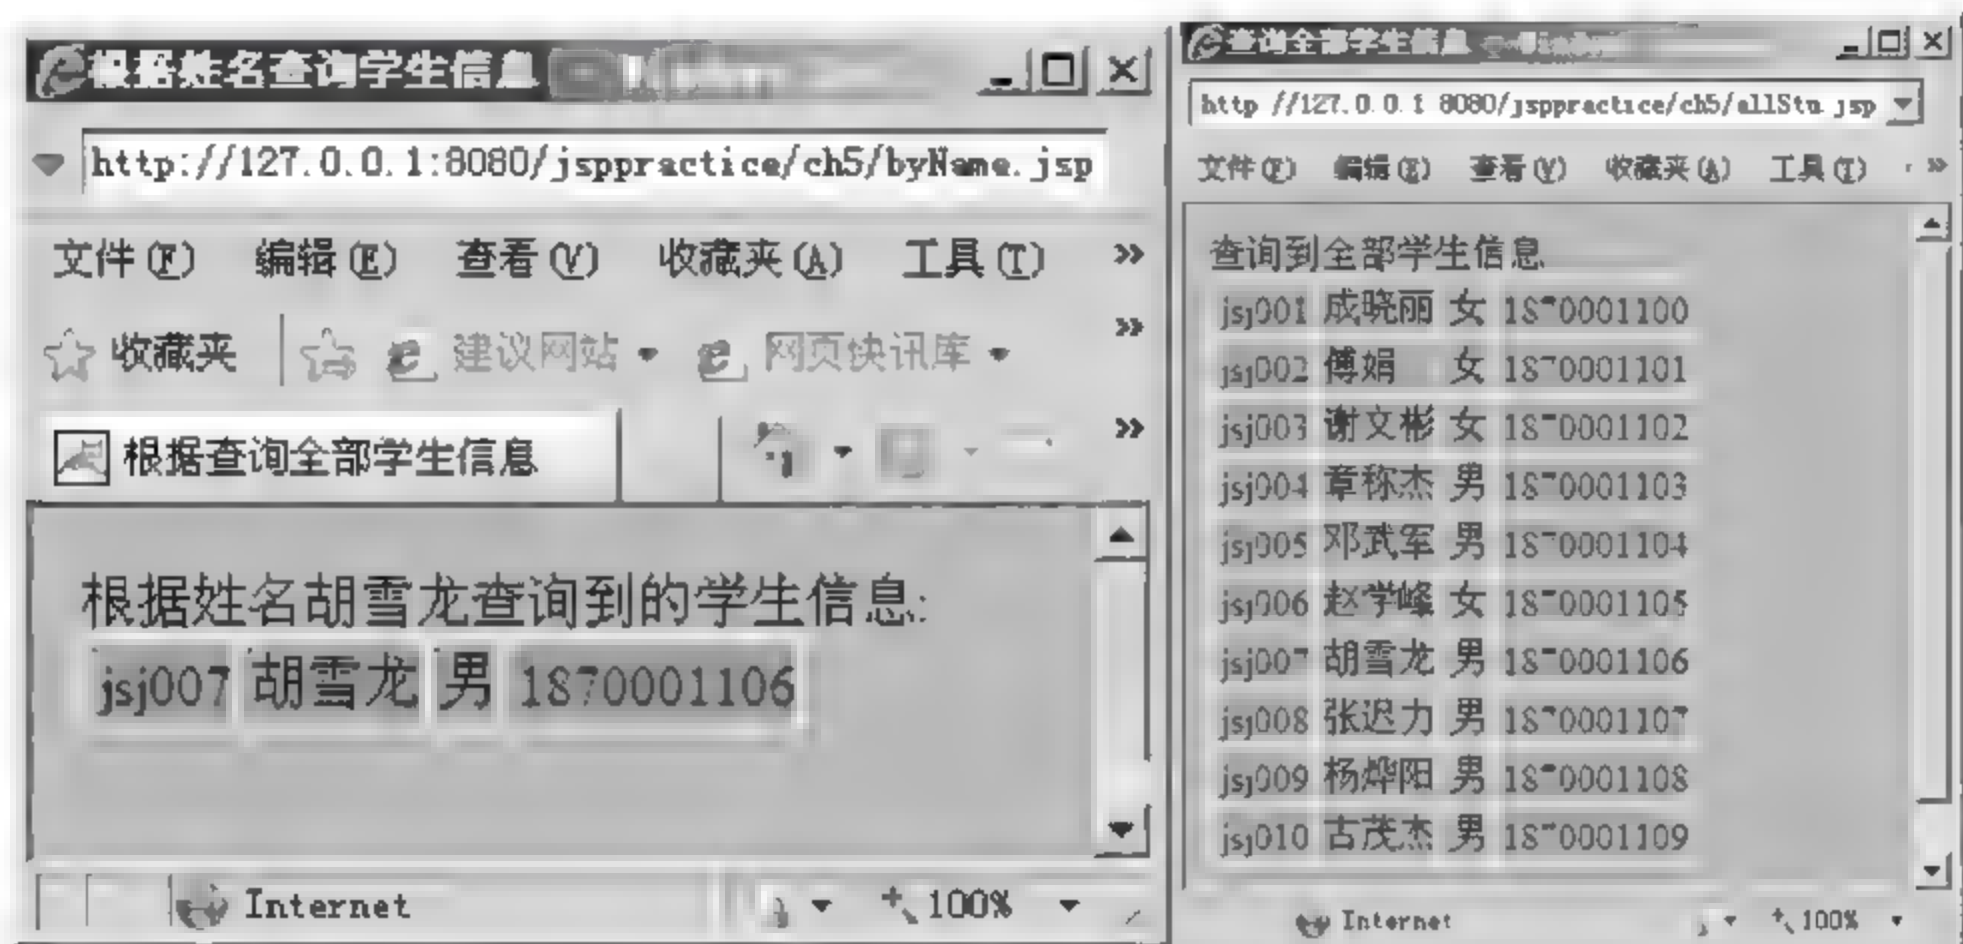 根据姓名查询学生信息
http://127.0.0.1:8080/jsppractice/ch5/byName.jsp
文件(F) 编辑(E) 查看(V) 收藏夹(A) 工具(T) »
收藏夹 建议网站 网页快讯库 »
根据查询全部学生信息 »
根据姓名胡雪龙查询到的学生信息:
jsj007 胡雪龙 男 1870001106
Internet 100%
查询全部学生信息
http //127.0.0.1 8080/jsppractice/ch5/allStu jsp
文件(F) 编辑(E) 查看(V) 收藏夹(A) 工具(T) »
查询到全部学生信息
jsj001 成晓丽 女 1870001100
jsj002 傅娟 女 1870001101
jsj003 谢文彬 女 1870001102
jsj004 章称杰 男 1870001103
jsj005 邓武军 男 1870001104
jsj006 赵学峰 女 1870001105
jsj007 胡雪龙 男 1870001106
jsj008 张迟力 男 1870001107
jsj009 杨烨阳 男 1870001108
jsj010 古茂杰 男 1870001109
Internet 100%